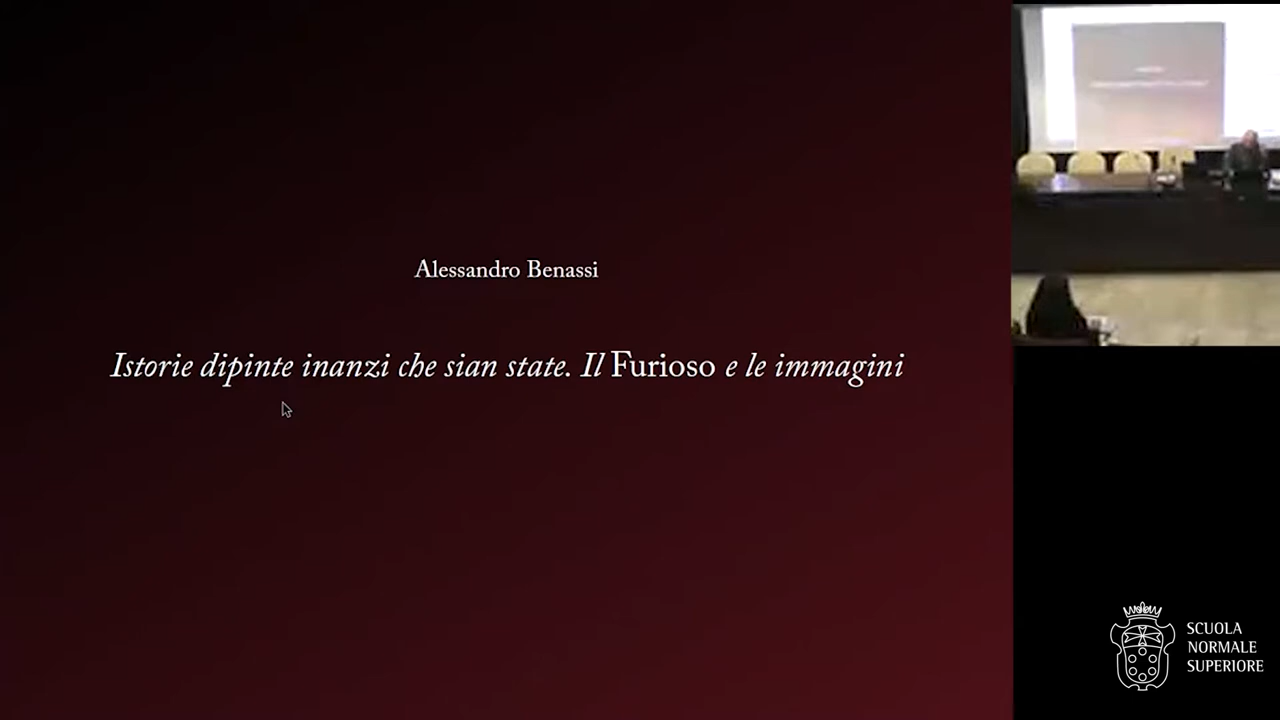 Alessandro Benassi
Istorie dipinte inanzi che sian state. Il Furioso e le immagini
SCUOLA
NORMALE
SUPERIORE